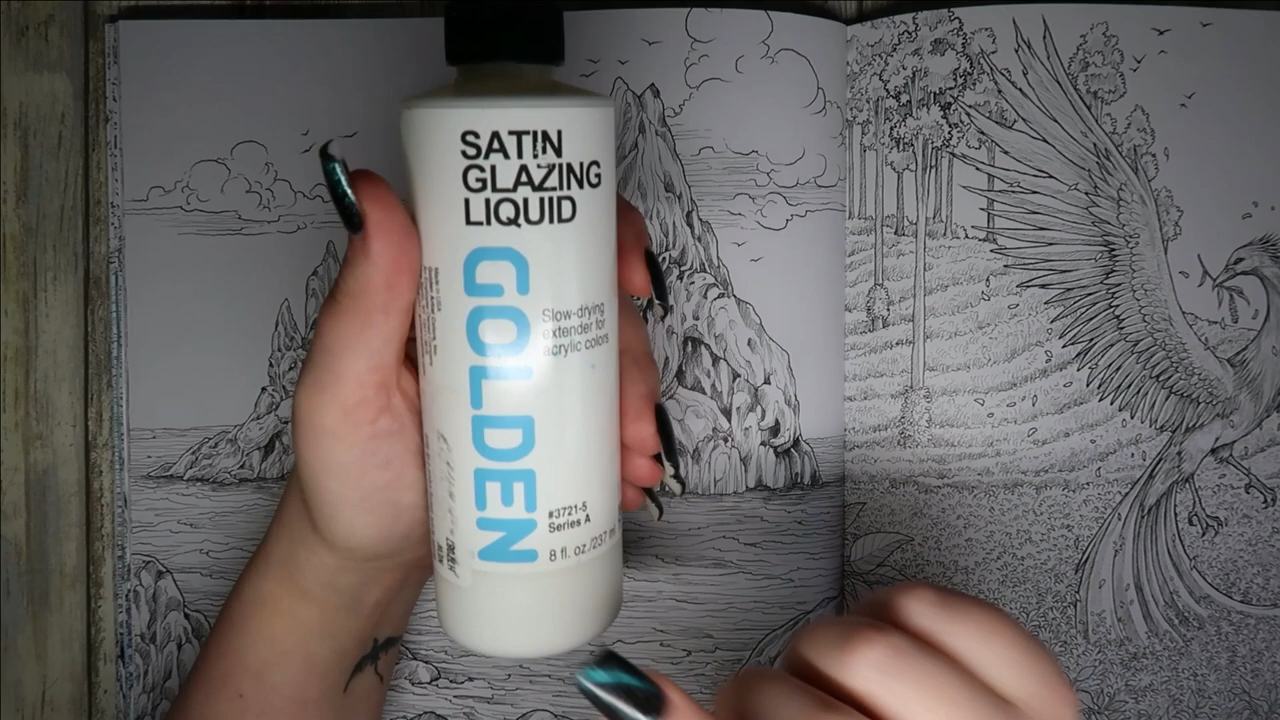 SATIN
GLAZING
LIQUID
GOLDEN
Slow-drying
extender for
acrylic colors
#3721-5
Series A
8 fl. oz./237 ml